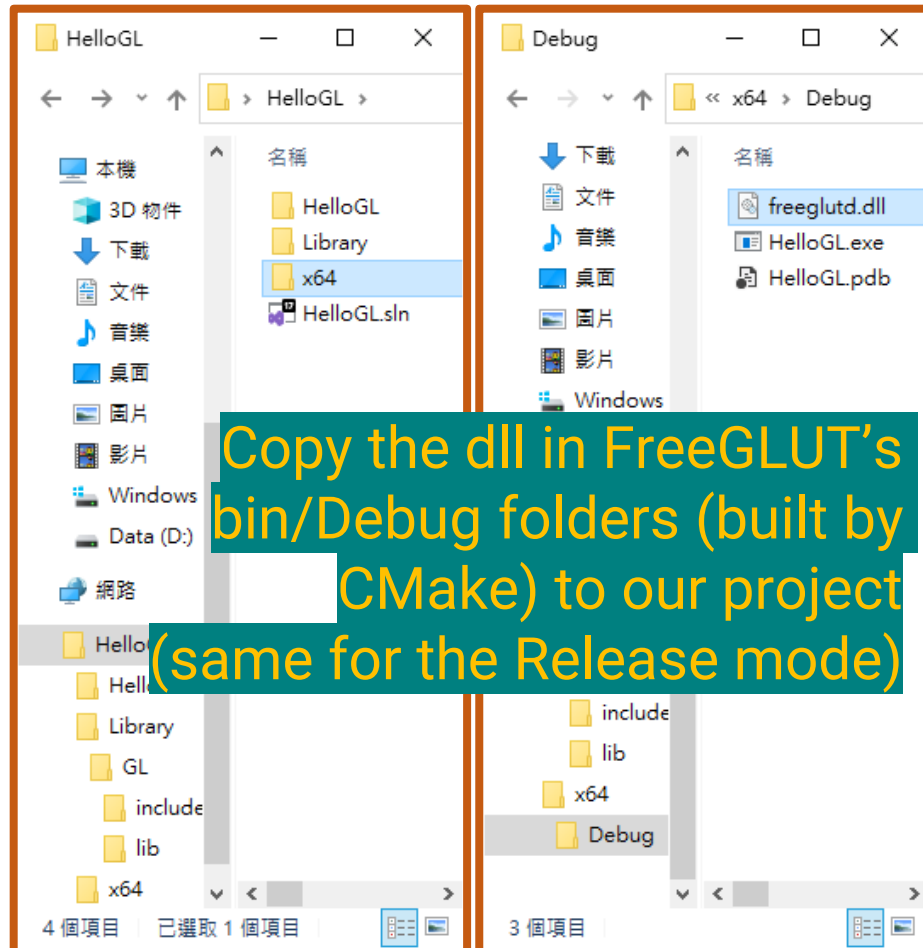 HelloGL
HelloGL
本機
3D 物件
下載
文件
音樂
桌面
圖片
影片
Windows
Data (D:)
網路
Library
GL
include
lib
x64
名稱
HelloGL
Library
x64
HelloGL.sln
4 個項目
已選取 1 個項目
Debug
« x64 › Debug
下載
文件
音樂
桌面
圖片
影片
Windows
include
lib
x64
Debug
名稱
freeglutd.dll
HelloGL.exe
HelloGL.pdb
3 個項目
Copy the dll in FreeGLUT’s
bin/Debug folders (built by
CMake) to our project
(same for the Release mode)